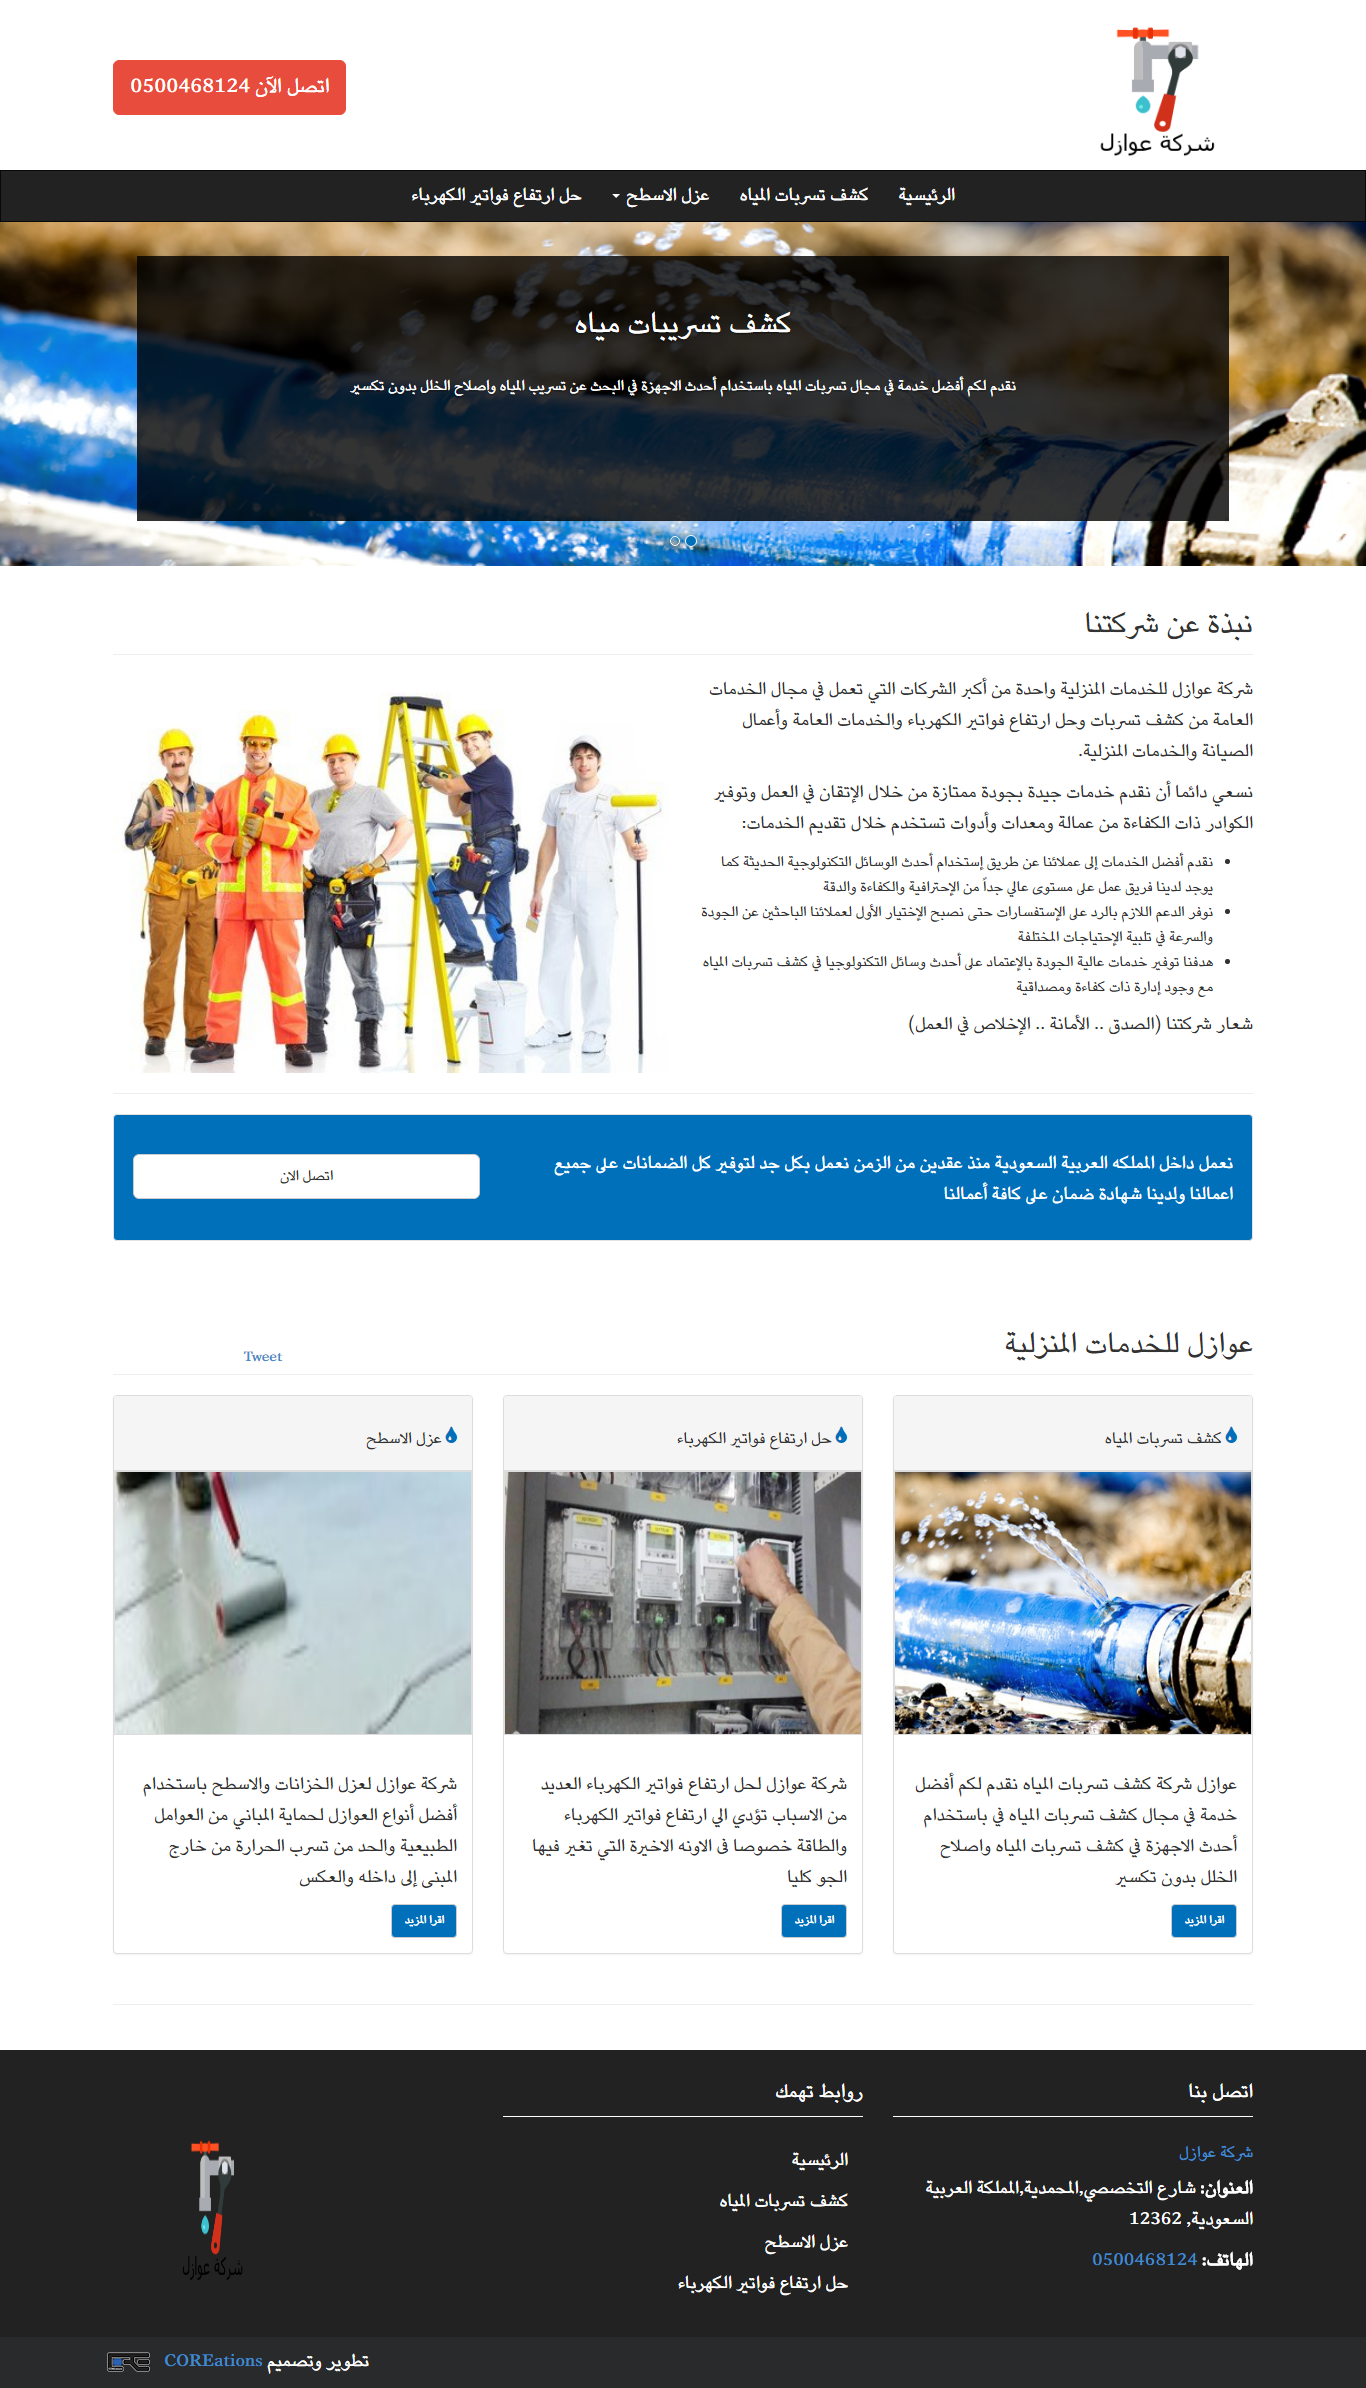 شركة عوازل
اتصل الآن 0500468124
الرئيسية
كشف تسربات المياه
عزل الاسطح
حل ارتفاع فواتير الكهرباء
كشف تسريبات مياه
نقدم لكم أفضل خدمة في مجال تسربات المياه باستخدام أحدث الاجهزة في البحث عن تسريب المياه واصلاح الخلل بدون تكسير
نبذة عن شركتنا
شركة عوازل للخدمات المنزلية واحدة من أكبر الشركات التي تعمل في مجال الخدمات
العامة من كشف تسربات وحل ارتفاع فواتير الكهرباء والخدمات العامة وأعمال
الصيانة والخدمات المنزلية.
نسعي دائما أن نقدم خدمات جيدة بجودة ممتازة من خلال الإتقان في العمل وتوفير
الكوادر ذات الكفاءة من عمالة ومعدات وأدوات تستخدم خلال تقديم الخدمات:
نقدم أفضل الخدمات إلى عملائنا عن طريق إستخدام أحدث الوسائل التكنولوجية الحديثة كما
يوجد لدينا فريق عمل على مستوى عالي جداً من الإحترافية والكفاءة والدقة
نوفر الدعم اللازم بالرد على الإستفسارات حتى نصبح الإختيار الأول لعملائنا الباحثين عن الجودة
والسرعة في تلبية الإحتياجات المختلفة
هدفنا توفير خدمات عالية الجودة بالإعتماد على أحدث وسائل التكنولوجيا في كشف تسربات المياه
مع وجود إدارة ذات كفاءة ومصداقية
شعار شركتنا (الصدق .. الأمانة .. الإخلاص في العمل)
نعمل داخل المملكه العربية السعودية منذ عقدين من الزمن نعمل بكل جد لتوفير كل الضمانات على جميع
اعمالنا ولدينا شهادة ضمان على كافة أعمالنا
اتصل الان
عوازل للخدمات المنزلية
Tweet
كشف تسربات المياه
عوازل شركة كشف تسربات المياه نقدم لكم أفضل
خدمة في مجال كشف تسربات المياه في باستخدام
أحدث الاجهزة في كشف تسربات المياه واصلاح
الخلل بدون تكسير
اقرا المزيد
حل ارتفاع فواتير الكهرباء
شركة عوازل لحل ارتفاع فواتير الكهرباء العديد
من الاسباب تؤدي الي ارتفاع فواتير الكهرباء
والطاقة خصوصا فى الاونه الاخيرة التي تغير فيها
الجو كليا
اقرا المزيد
عزل الاسطح
شركة عوازل لعزل الخزانات والاسطح باستخدام
أفضل أنواع العوازل لحماية المباني من العوامل
الطبيعية والحد من تسرب الحرارة من خارج
المبنى إلى داخله والعكس
اقرا المزيد
اتصل بنا
شركة عوازل
العنوان: شارع التخصصي,المحمدية,المملكة العربية
السعودية, 12362
الهاتف: 0500468124
روابط تهمك
الرئيسية
كشف تسربات المياه
عزل الاسطح
حل ارتفاع فواتير الكهرباء
شركة عوازل
تطوير وتصميم COREations